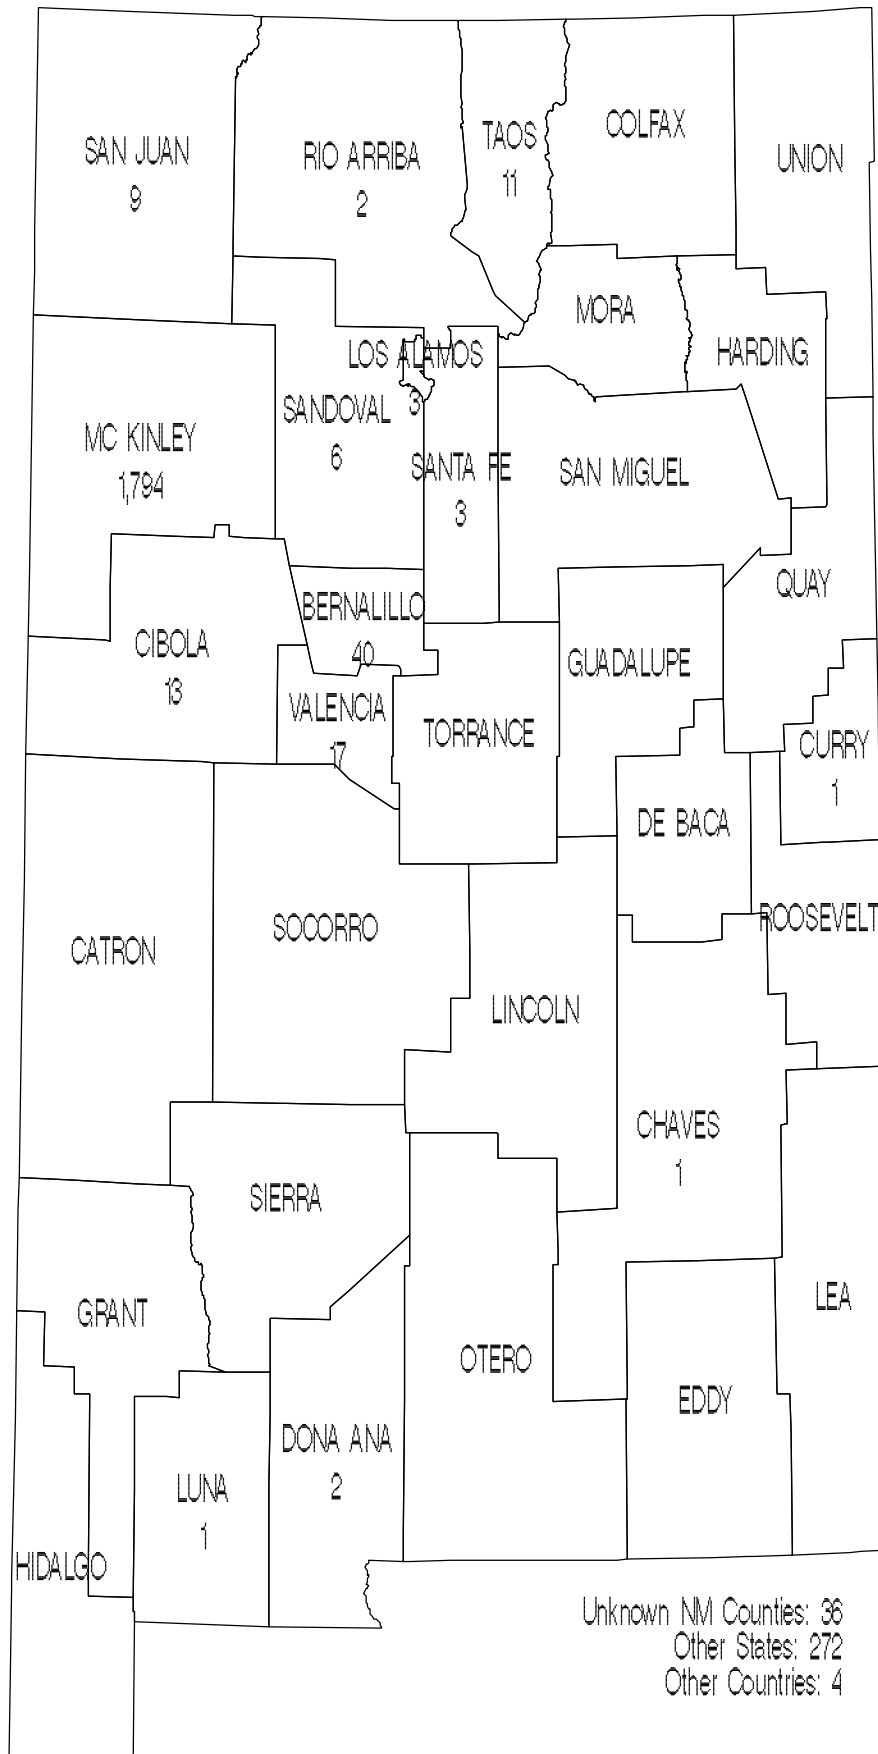 SAN JUAN
9
RIO ARRIBA
2
TAOS
11
COLFAX
UNION
MORA
HARDING
LOS ALAMOS
3
SANDOVAL
6
SANTA FE
3
SAN MIGUEL
MC KINLEY
1,794
QUAY
BERNALILLO
40
CIBOLA
13
GUADALUPE
VALENCIA
17
TORRANCE
CURRY
1
DE BACA
ROOSEVELT
SOCORRO
CATRON
LINCOLN
CHAVES
1
SIERRA
LEA
GRANT
OTERO
EDDY
DONA ANA
2
LUNA
1
HIDALGO
Unknown NM Counties: 36
Other States: 272
Other Countries: 4